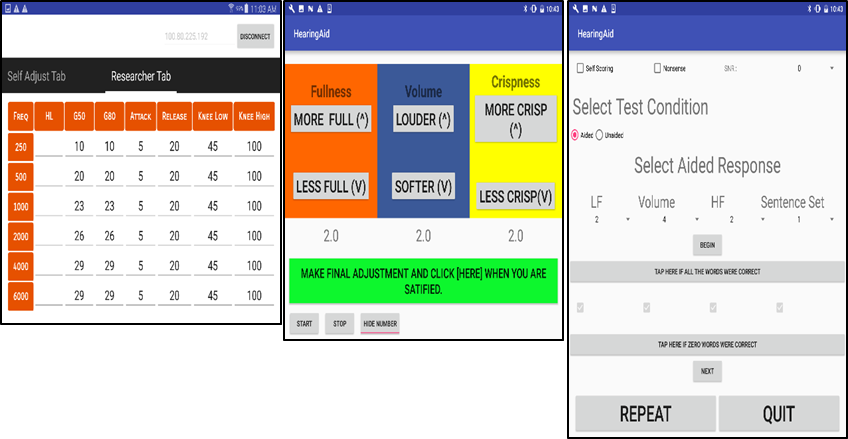 11:03 AM
100.80.225.192
DISCONNECT
Self Adjust Tab Researcher Tab
FREQ HL G50 G80 ATTACK RELEASE KNEE LOW KNEE HIGH
250 10 10 5 20 45 100
500 20 20 5 20 45 100
1000 23 23 5 20 45 100
2000 26 26 5 20 45 100
4000 29 29 5 20 45 100
6000 29 29 5 20 45 100
10:43
HearingAid
Fullness Volume Crispness
MORE FULL (^) LOUDER (^) MORE CRISP
(^)
LESS FULL (V) SOFTER (V) LESS CRISP(V)
2.0 2.0 2.0
MAKE FINAL ADJUSTMENT AND CLICK [HERE] WHEN YOU ARE
SATIFIED.
START STOP HIDE NUMBER
10:43
HearingAid
Self Scoring Nonsense SNR: 0
Select Test Condition
Aided Unaided
Select Aided Response
LF Volume HF Sentence Set
2 4 2 1
BEGIN
TAP HERE IF ALL THE WORDS WERE CORRECT
TAP HERE IF ZERO WORDS WERE CORRECT
NEXT
REPEAT QUIT